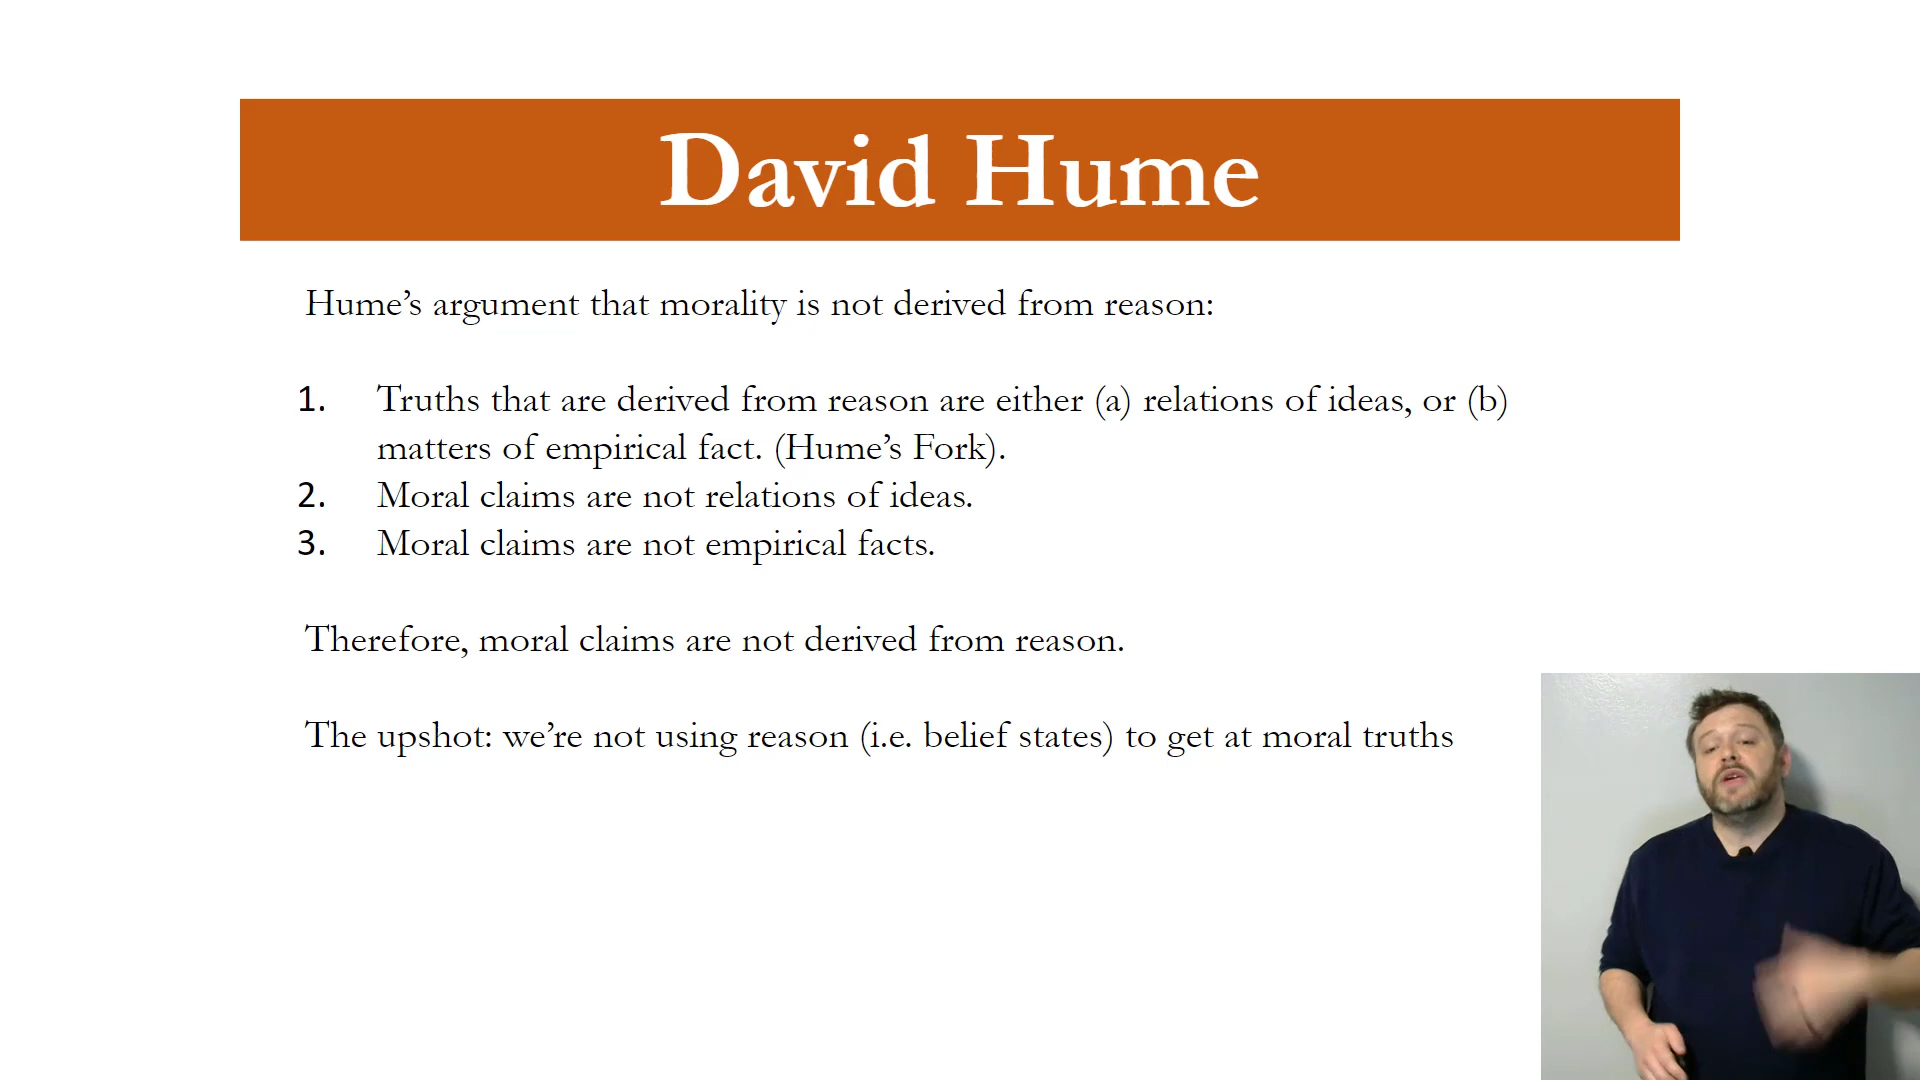 David Hume
Hume’s argument that morality is not derived from reason:
1. Truths that are derived from reason are either (a) relations of ideas, or (b)
matters of empirical fact. (Hume’s Fork).
2. Moral claims are not relations of ideas.
3. Moral claims are not empirical facts.
Therefore, moral claims are not derived from reason.
The upshot: we’re not using reason (i.e. belief states) to get at moral truths